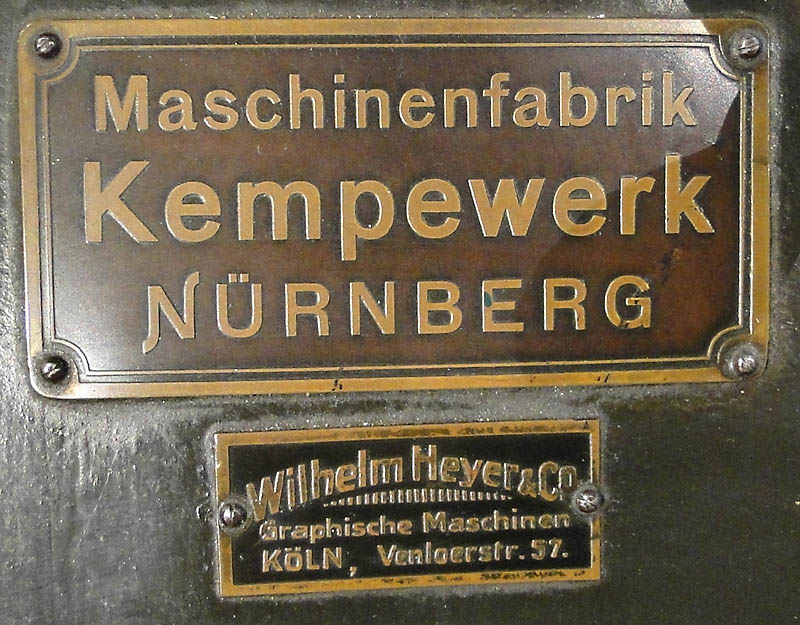 Maschinenfabrik
Kempewerk
NÜRNBERG
Wilhelm Heyer & Co
Graphische Maschinen
KÖLN, Venloerstr. 57.